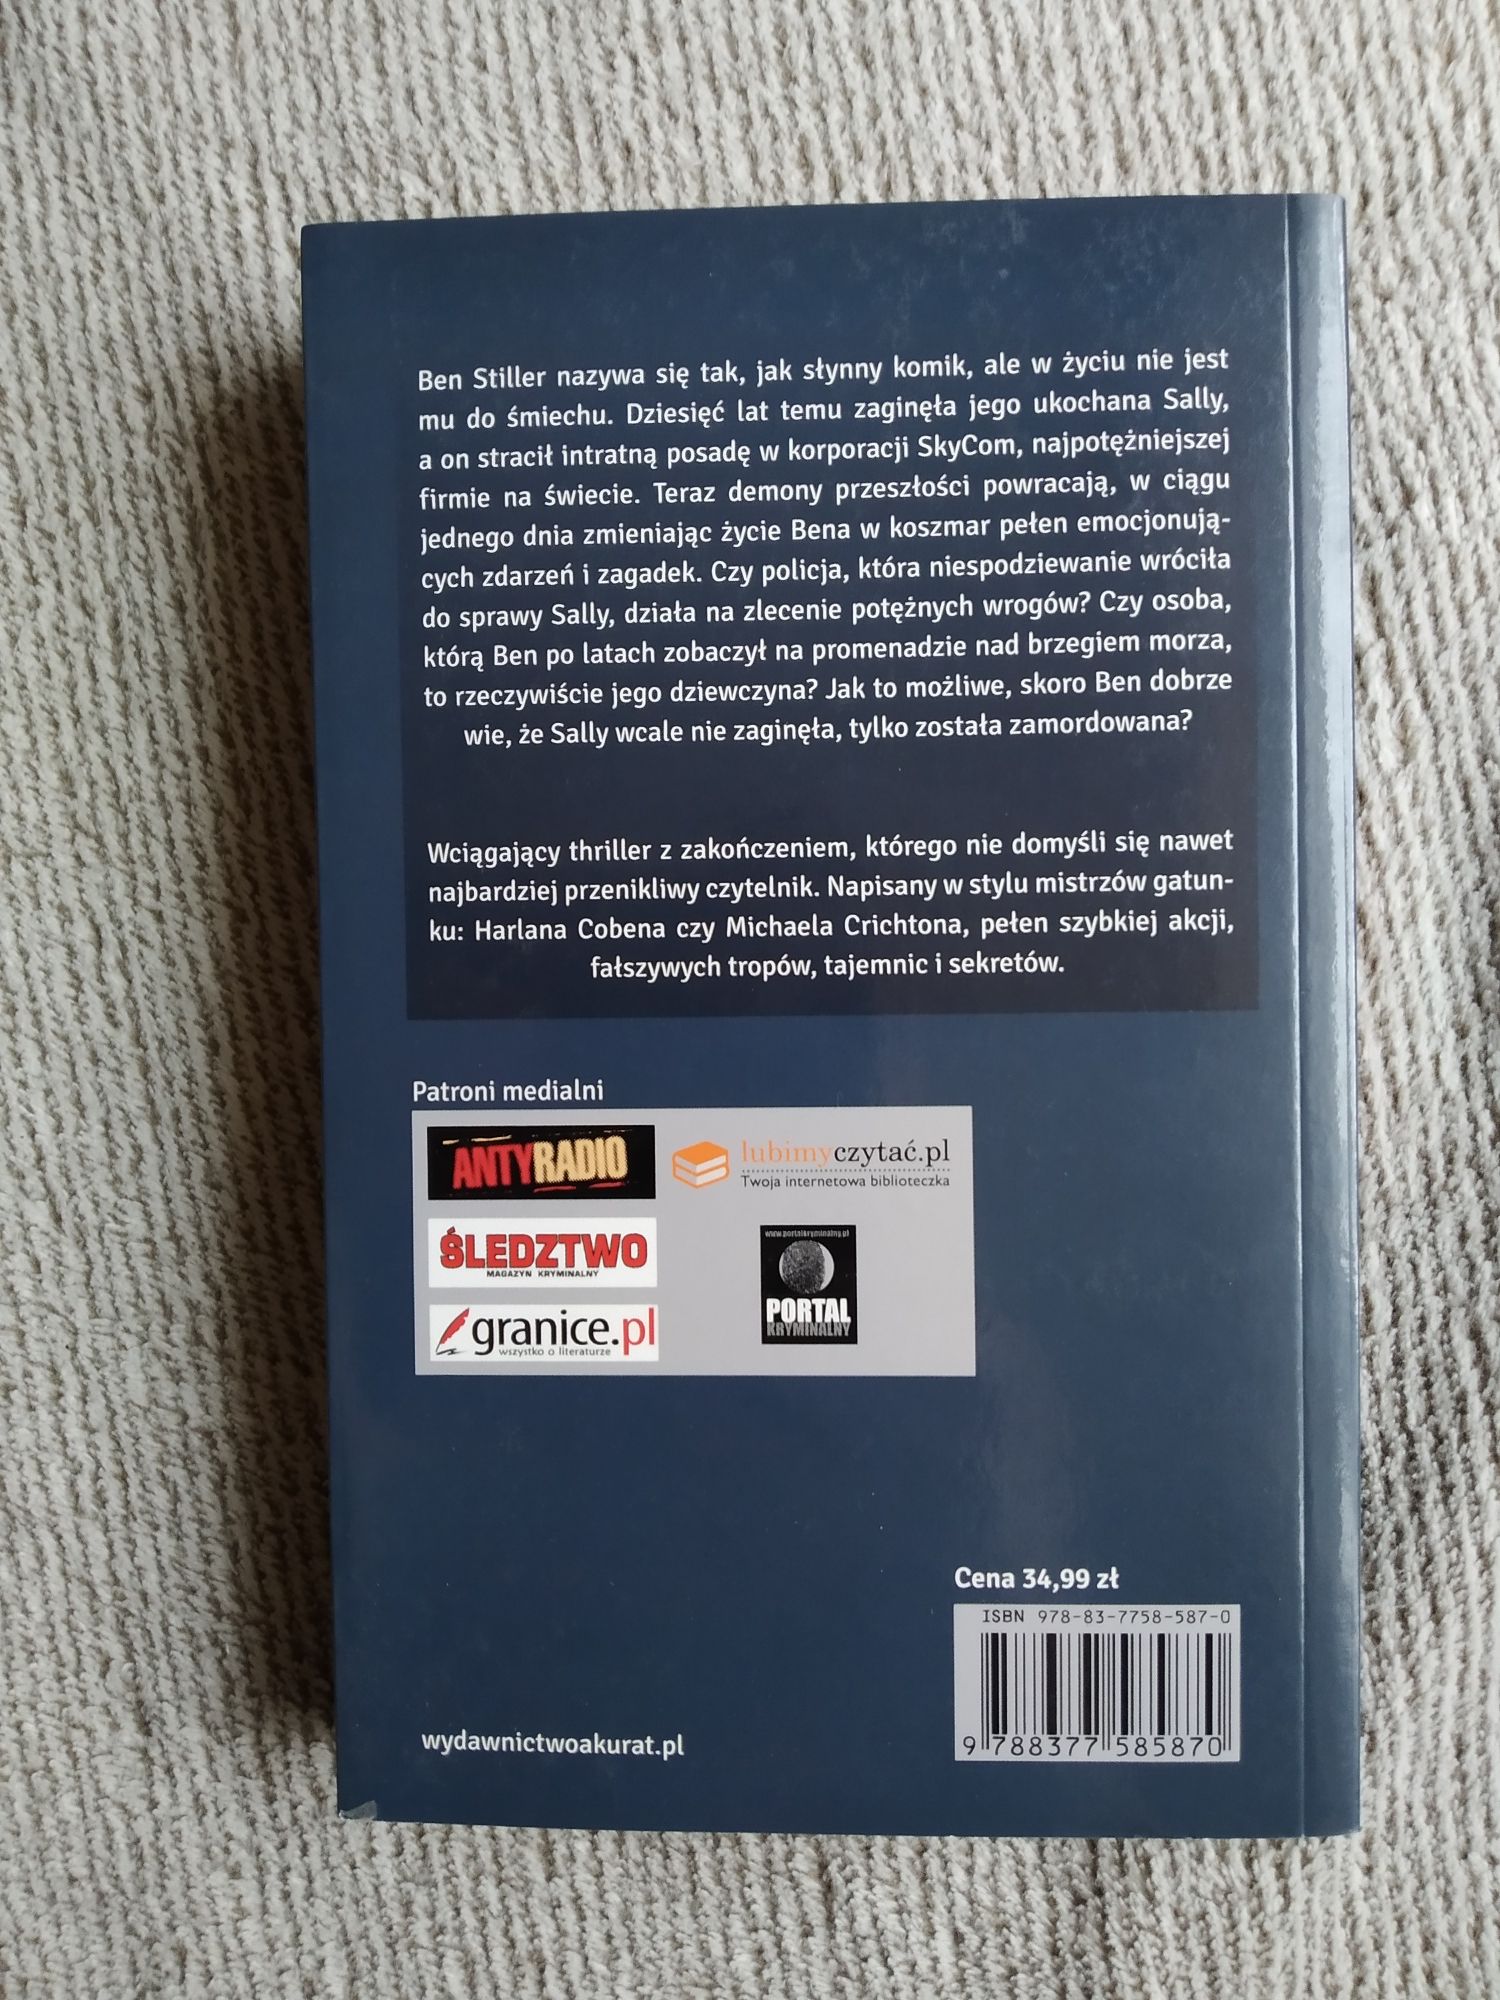 Ben Stiller nazywa się tak, jak słynny komik, ale w życiu nie jest
mu do śmiechu. Dziesięć lat temu zaginęła jego ukochana Sally,
a on stracił intratną posadę w korporacji SkyCom, najpotężniejszej
firmie na świecie. Teraz demony przeszłości powracają, w ciągu
jednego dnia zmieniając życie Bena w koszmar pełen emocjonują-
cych zdarzeń i zagadek. Czy policja, która niespodziewanie wróciła
do sprawy Sally, działa na zlecenie potężnych wrogów? Czy osoba,
którą Ben po latach zobaczył na promenadzie nad brzegiem morza,
to rzeczywiście jego dziewczyna? Jak to możliwe, skoro Ben dobrze
wie, że Sally wcale nie zaginęła, tylko została zamordowana?
Wciągający thriller z zakończeniem, którego nie domyśli się nawet
najbardziej przenikliwy czytelnik. Napisany w stylu mistrzów gatun-
ku: Harlana Cobena czy Michaela Crichtona, pełen szybkiej akcji,
fałszywych tropów, tajemnic i sekretów.
Patroni medialni
ANTYRADIO
lubimyczytać.pl
Twoja internetowa biblioteczka
ŚLEDZTWO
MAGAZYN KRYMINALNY
www.portalkryminalny.pl
PORTAL
KRYMINALNY
granice.pl
wszystko o literaturze
Cena 34,99 zł
ISBN 978-83-7758-587-0
9 788377 585870
wydawnictwoakurat.pl